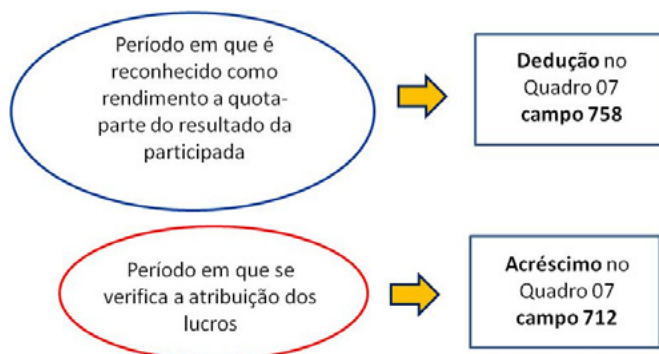 Período em que é
reconhecido como
rendimento a quota-
parte do resultado da
participada
Dedução no
Quadro 07
campo 758
Período em que se
verifica a atribuição dos
lucros
Acréscimo no
Quadro 07
campo 712